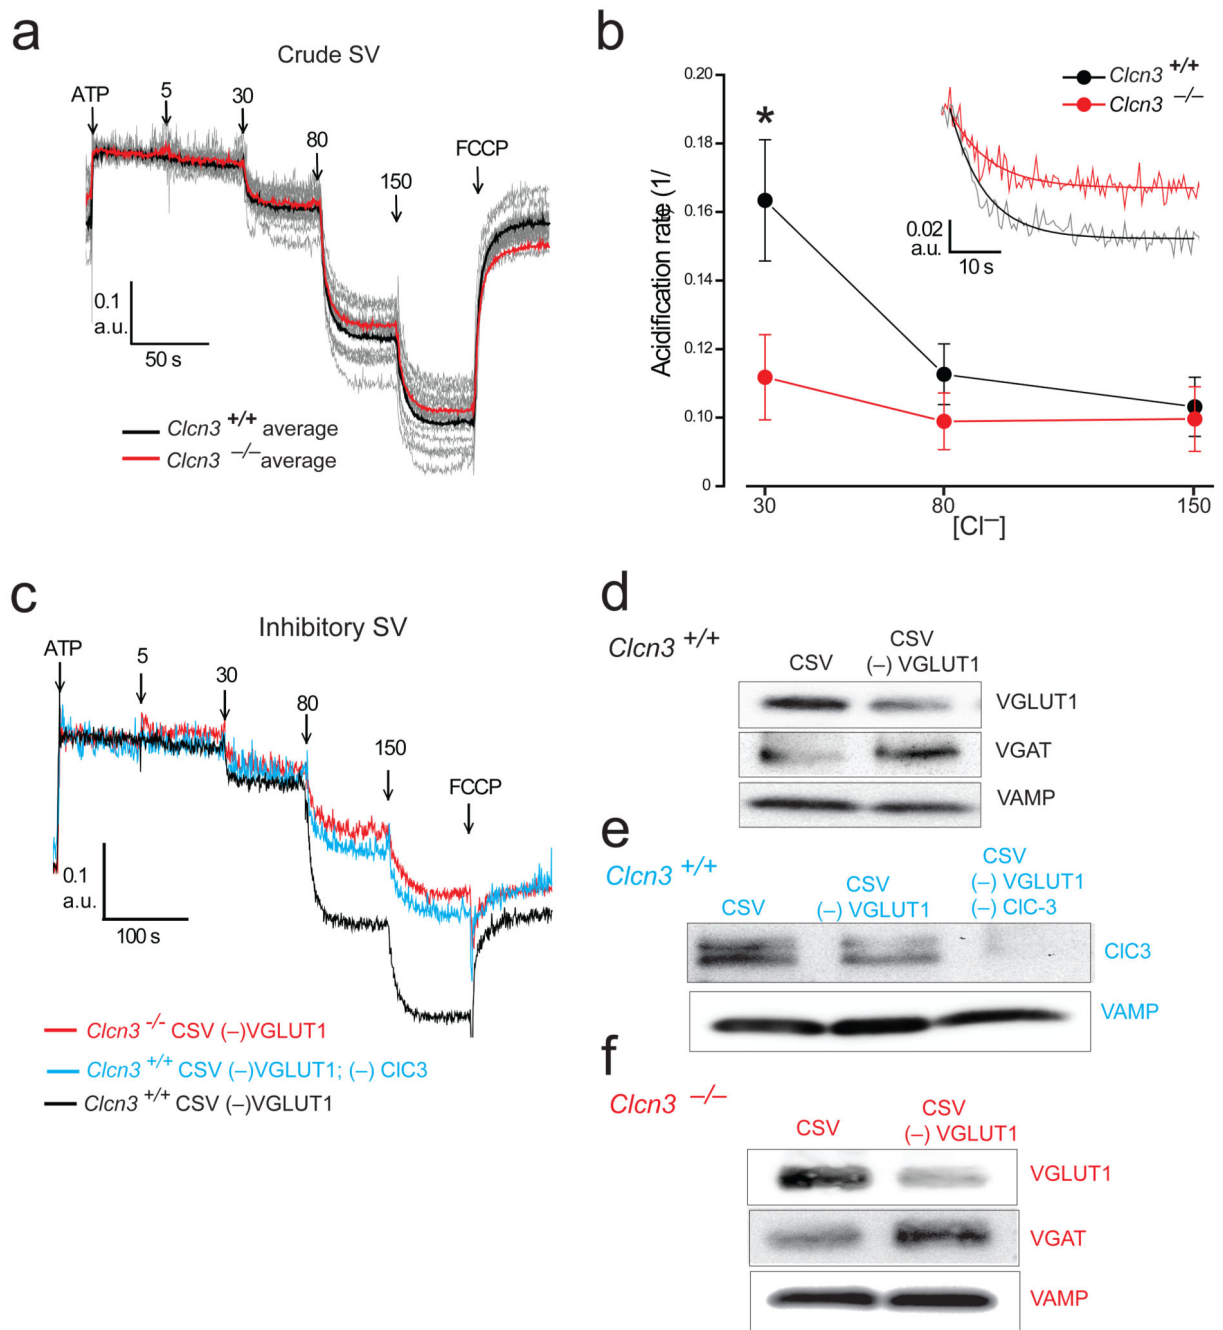 a
Crude SV
ATP
5
30
80
150
FCCP
0.1
a.u.
50 s
Clcn3 +/+ average
Clcn3 –/– average
b
0.20
0.18
0.16
0.14
0.12
0.10
0
Acidification rate (1/
*
Clcn3 +/+
Clcn3 –/–
0.02
a.u.
10 s
30
80
150
[Cl–]
c
Inhibitory SV
ATP
5
30
80
150
FCCP
0.1
a.u.
100 s
Clcn3 -/- CSV (–)VGLUT1
Clcn3 +/+ CSV (–)VGLUT1; (–) ClC3
Clcn3 +/+ CSV (–)VGLUT1
d
Clcn3 +/+
CSV
CSV
(–) VGLUT1
VGLUT1
VGAT
VAMP
e
Clcn3 +/+
CSV
CSV
(–) VGLUT1
CSV
(–) VGLUT1
(–) ClC-3
ClC3
VAMP
f
Clcn3 –/–
CSV
CSV
(–) VGLUT1
VGLUT1
VGAT
VAMP